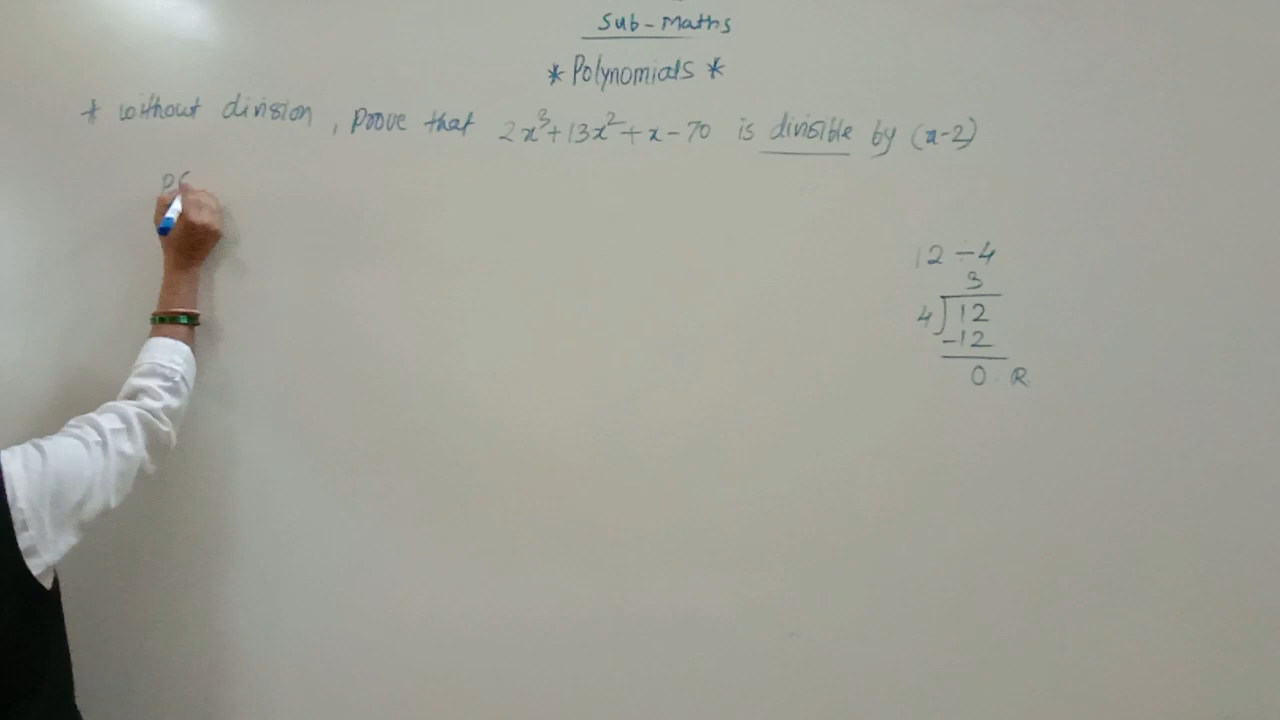 Sub-Maths
* Polynomials *
* without division, prove that 2x³+13x²+x-70 is divisible by (x-2)
P(
12÷4
3
4)12
-12
0 R